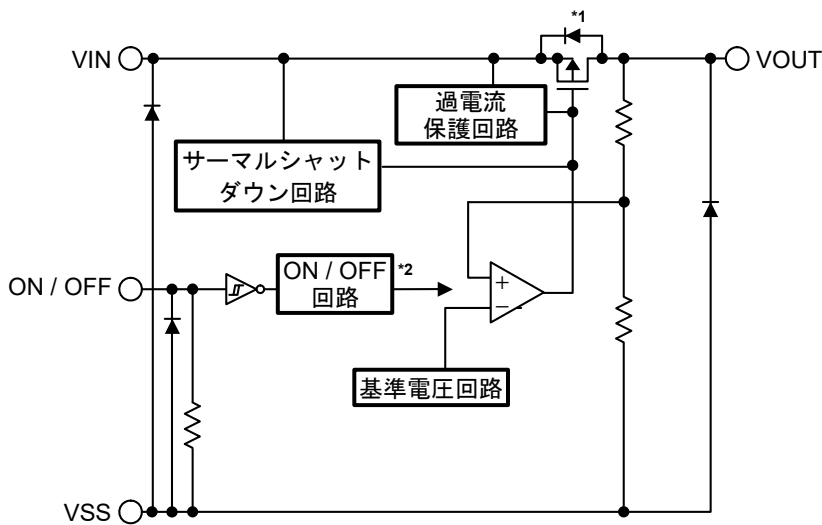 *1
VIN
VOUT
過電流
保護回路
サーマルシャット
ダウン回路
ON / OFF
ON / OFF
回路
*2
+
−
基準電圧回路
VSS